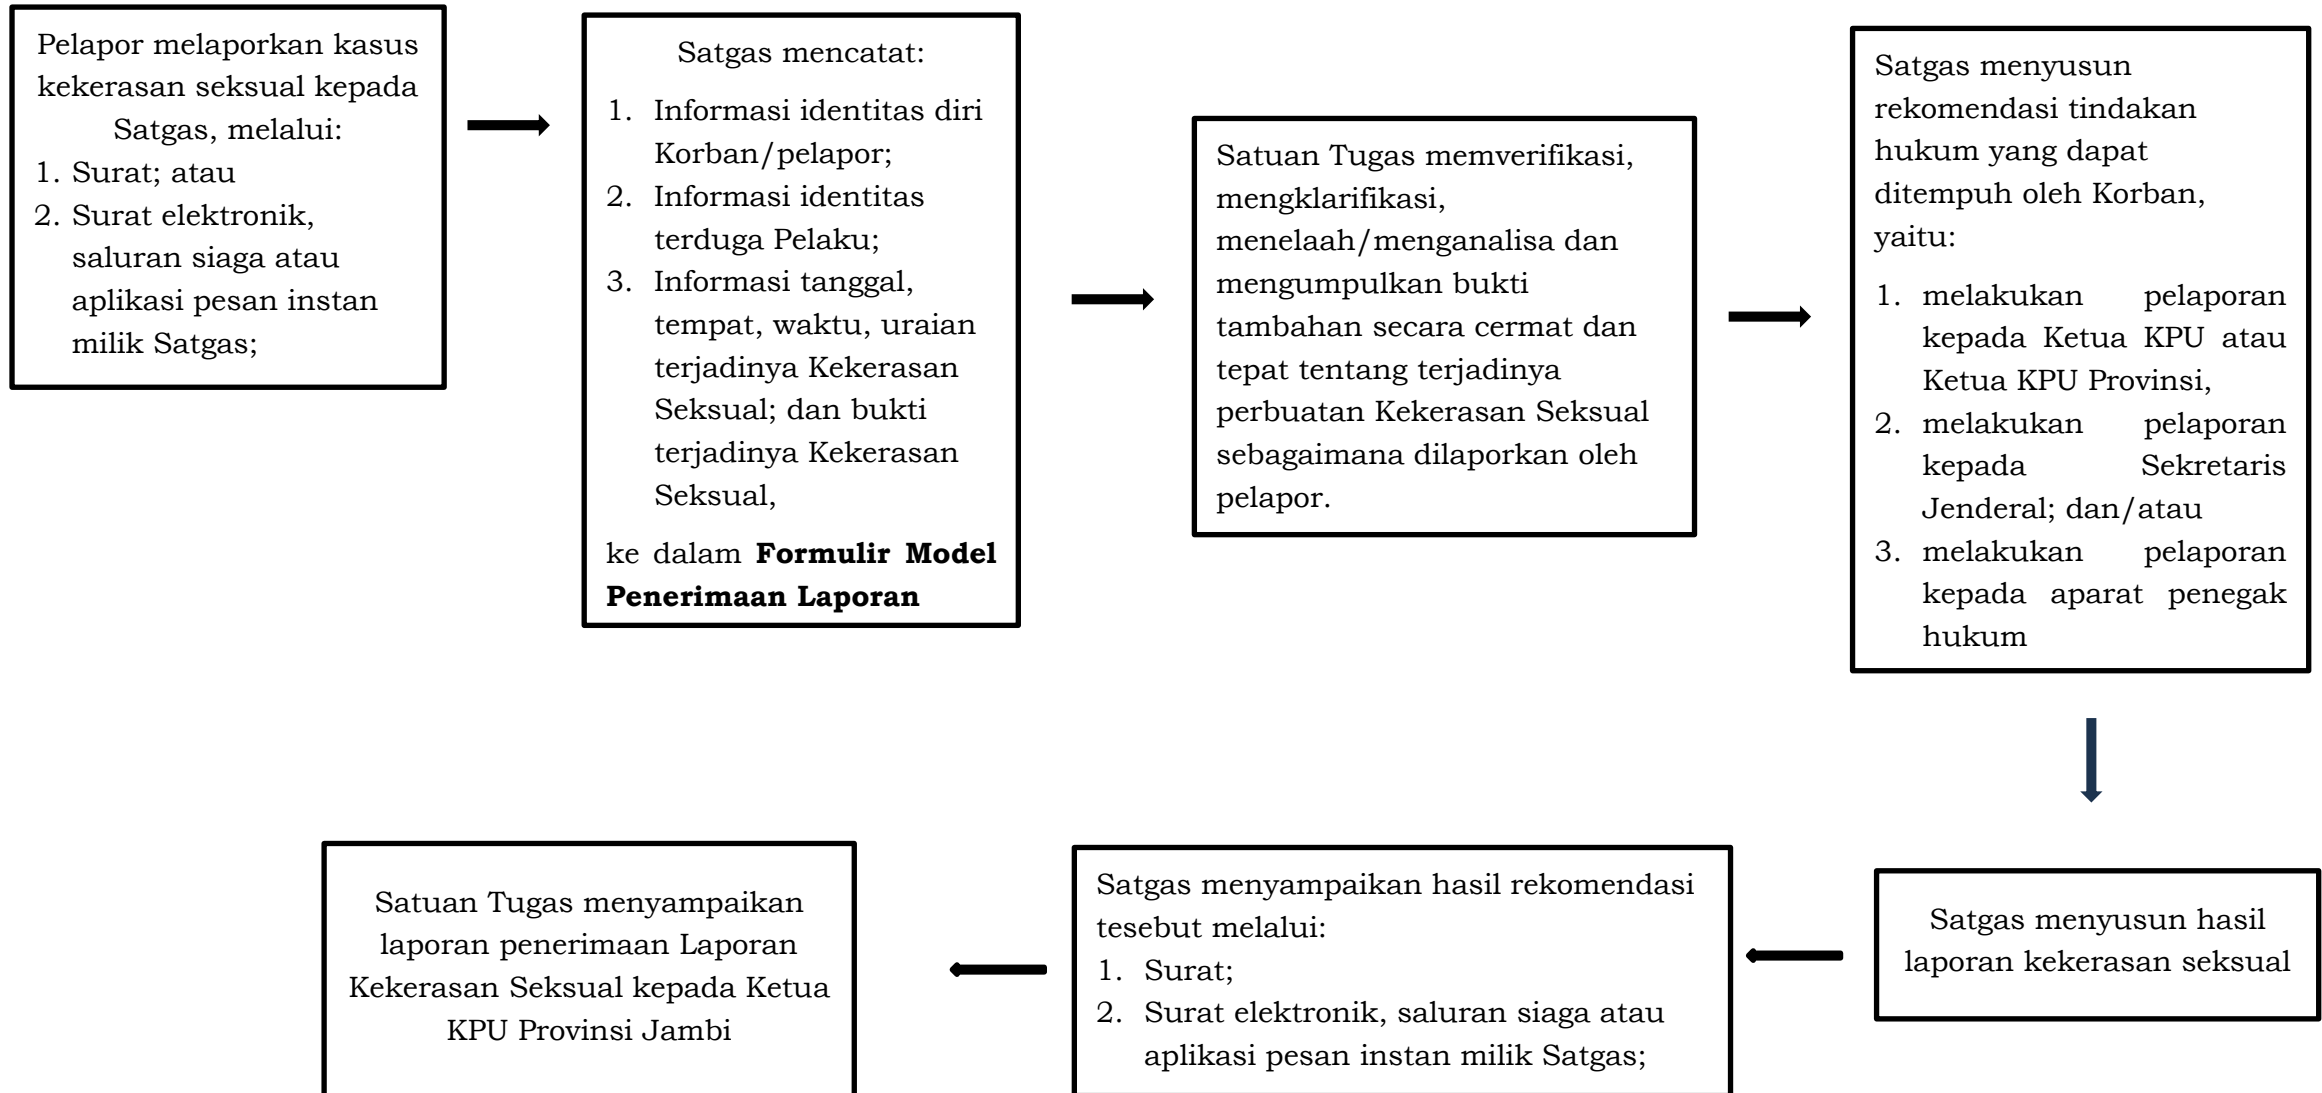 Pelapor melaporkan kasus
kekerasan seksual kepada
Satgas, melalui:
1. Surat; atau
2. Surat elektronik,
saluran siaga atau
aplikasi pesan instan
milik Satgas;
Satgas mencatat:
1. Informasi identitas diri
Korban/pelapor;
2. Informasi identitas
terduga Pelaku;
3. Informasi tanggal,
tempat, waktu, uraian
terjadinya Kekerasan
Seksual; dan bukti
terjadinya Kekerasan
Seksual,
ke dalam Formulir Model
Penerimaan Laporan
Satuan Tugas memverifikasi,
mengklarifikasi,
menelaah/menganalisa dan
mengumpulkan bukti
tambahan secara cermat dan
tepat tentang terjadinya
perbuatan Kekerasan Seksual
sebagaimana dilaporkan oleh
pelapor.
Satgas menyusun
rekomendasi tindakan
hukum yang dapat
ditempuh oleh Korban,
yaitu:
1. melakukan pelaporan
kepada Ketua KPU atau
Ketua KPU Provinsi,
2. melakukan pelaporan
kepada Sekretaris
Jenderal; dan/atau
3. melakukan pelaporan
kepada aparat penegak
hukum
Satgas menyusun hasil
laporan kekerasan seksual
Satgas menyampaikan hasil rekomendasi
tesebut melalui:
1. Surat;
2. Surat elektronik, saluran siaga atau
aplikasi pesan instan milik Satgas;
Satuan Tugas menyampaikan
laporan penerimaan Laporan
Kekerasan Seksual kepada Ketua
KPU Provinsi Jambi